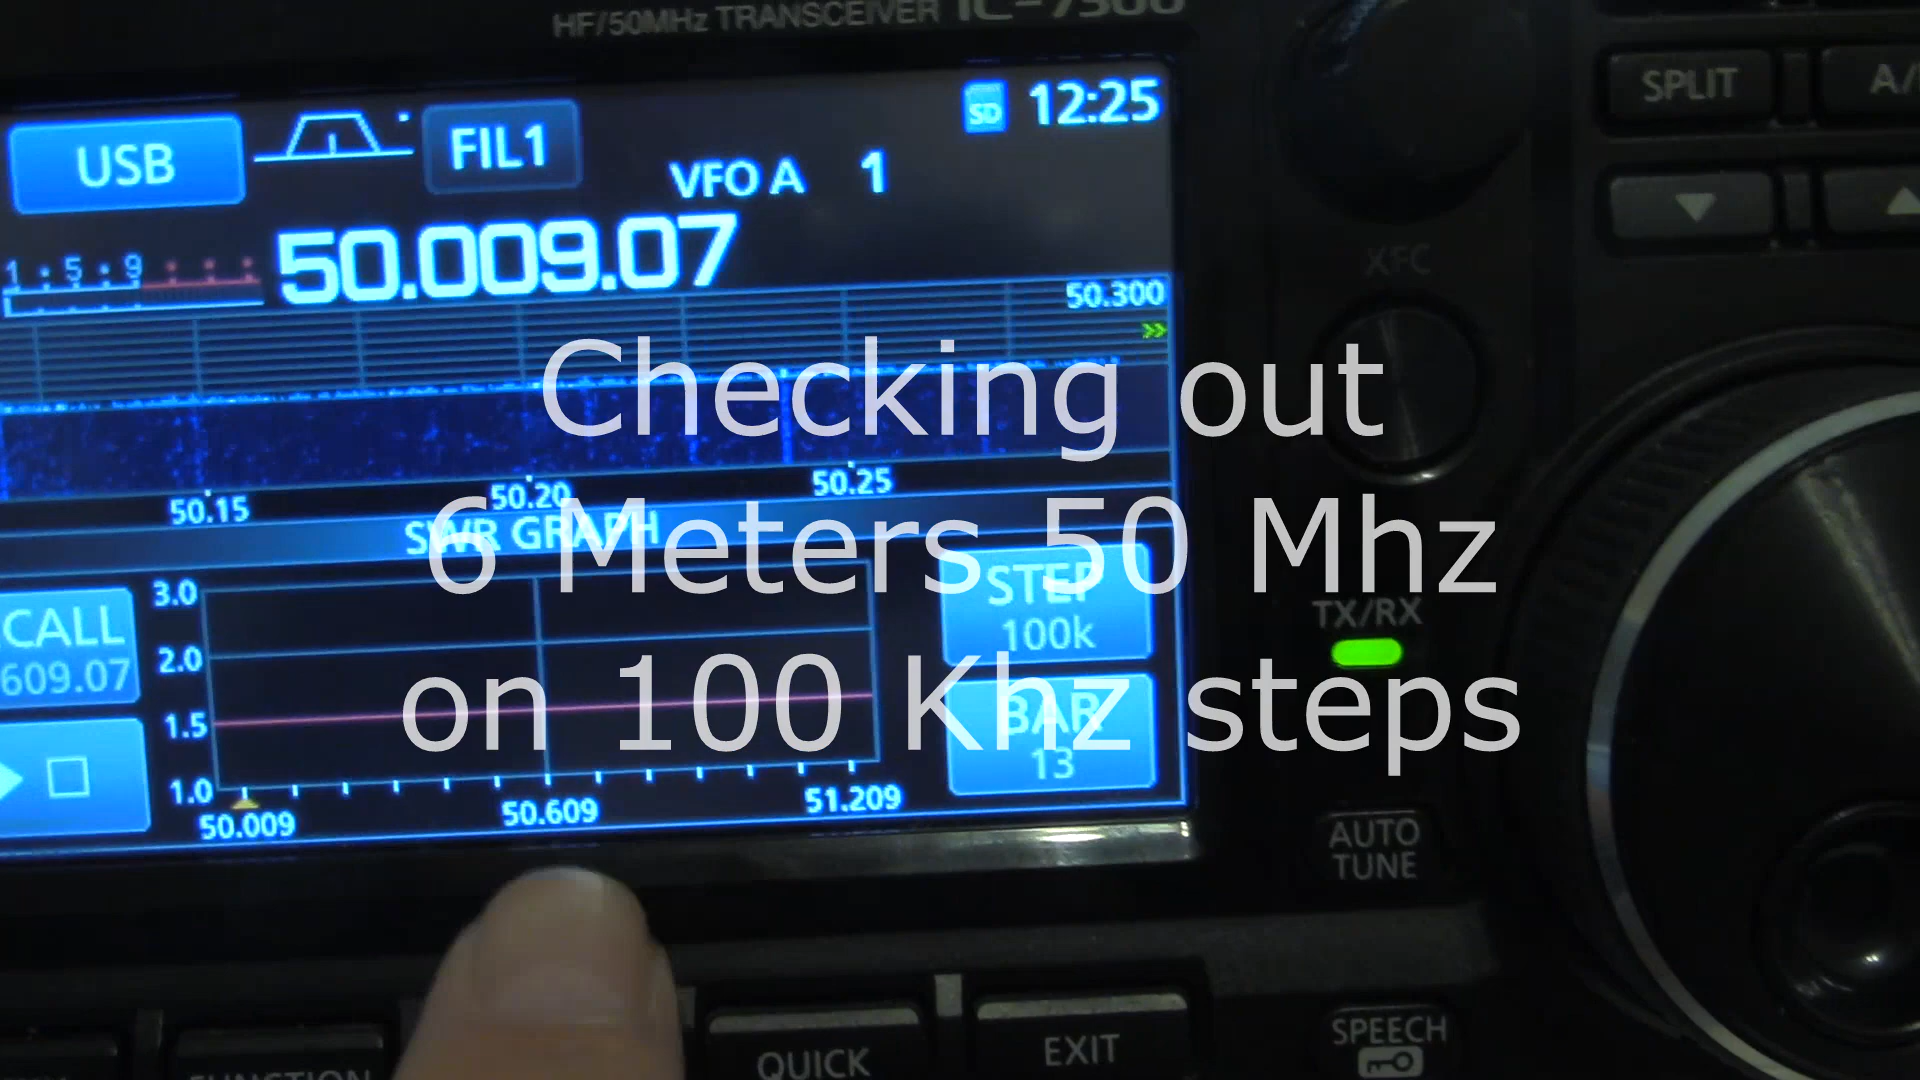 HF/50MHz TRANSCEIVER IC-7300
SPLIT
A/
SD 12:25
USB FIL1
VFO A 1
XFC
1 · 5 · 9
50.009.07
50.300
>>
Checking out
6 Meters 50 Mhz
on 100 Khz steps
50.15 50.20 50.25
SWR GRAPH
STEP
100k
TX/RX
CALL
609.07
3.0
2.0
1.5
1.0
BAR
13
50.009 50.609 51.209
AUTO
TUNE
FUNCTION
QUICK
EXIT
SPEECH